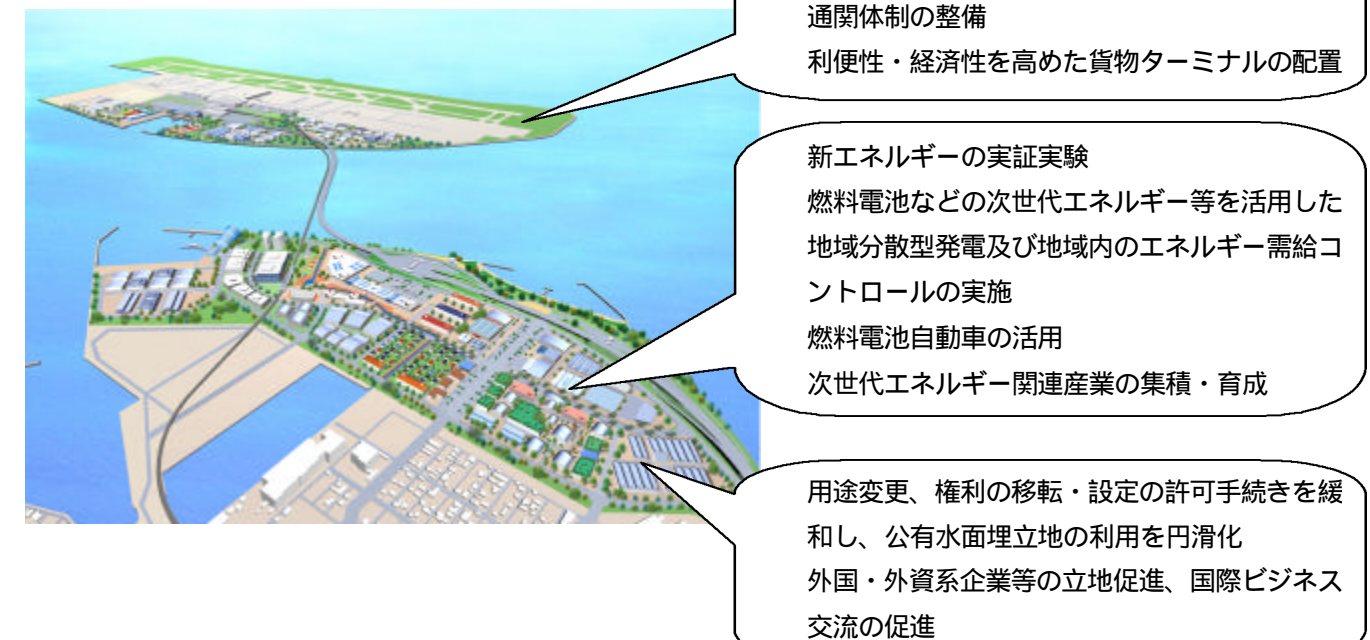 通関体制の整備
利便性・経済性を高めた貨物ターミナルの配置
新エネルギーの実証実験
燃料電池などの次世代エネルギー等を活用した
地域分散型発電及び地域内のエネルギー需給コ
ントロールの実施
燃料電池自動車の活用
次世代エネルギー関連産業の集積・育成
用途変更、権利の移転・設定の許可手続きを緩
和し、公有水面埋立地の利用を円滑化
外国・外資系企業等の立地促進、国際ビジネス
交流の促進